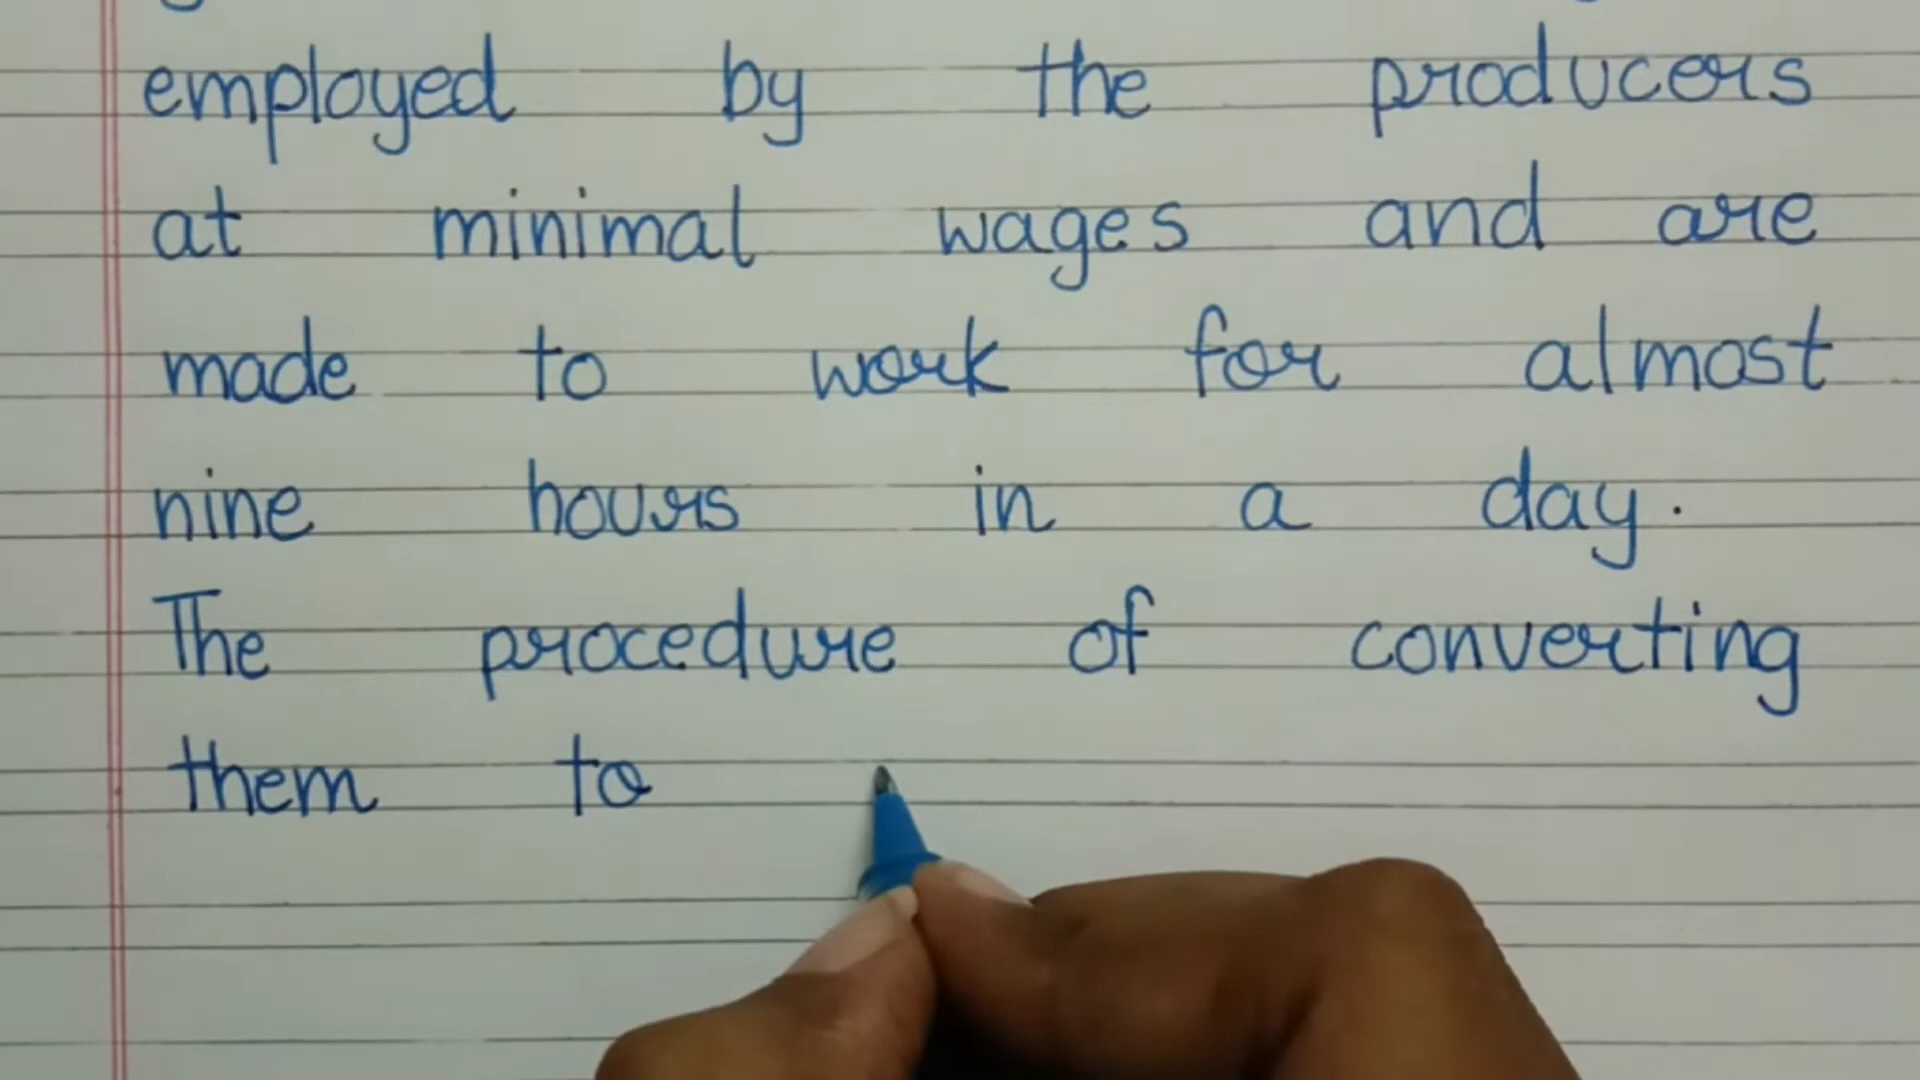 employed by the producers
at minimal wages and are
made to work for almost
nine hours in a day.
The procedure of converting
them to